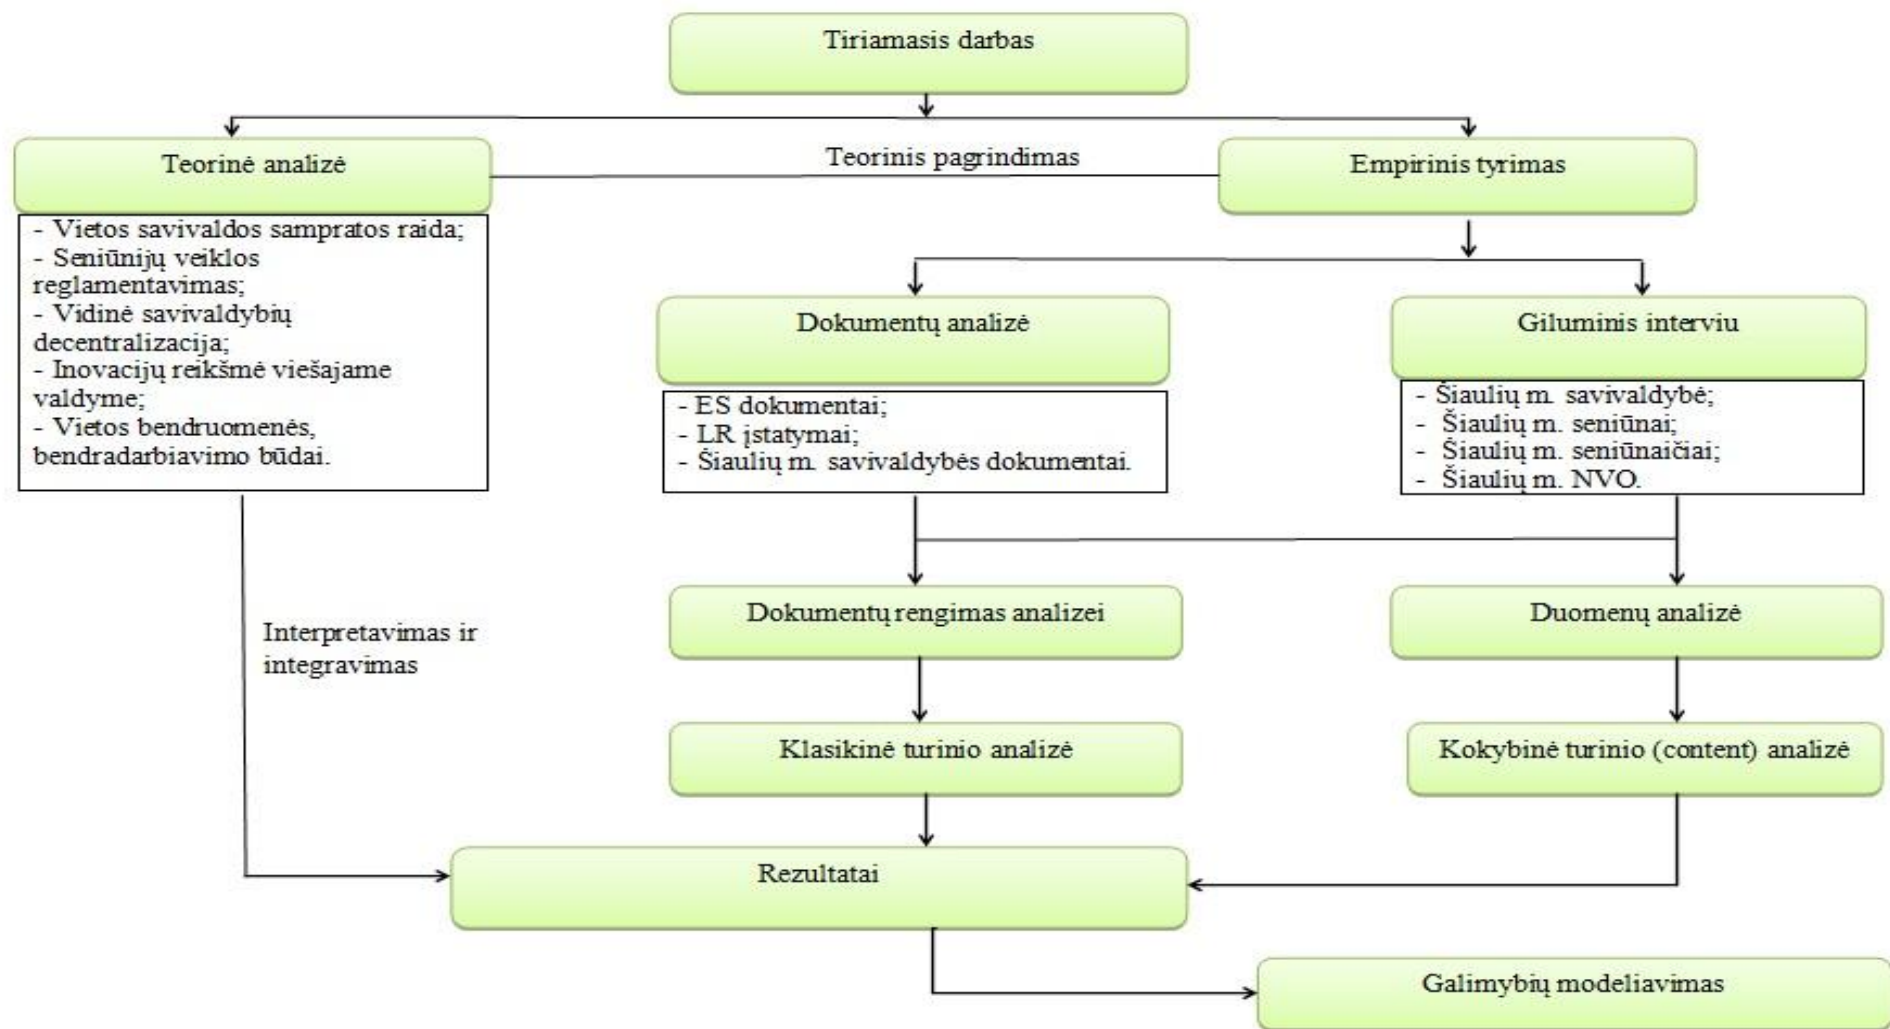 Tiriamasis darbas
Teorinė analizė
Teorinis pagrindimas
Empirinis tyrimas
- Vietos savivaldos sampratos raida;
- Seniūnijų veiklos
reglamentavimas;
- Vidinė savivaldybių
decentralizacija;
- Inovacijų reikšmė viešajame
valdyme;
- Vietos bendruomenės,
bendradarbiavimo būdai.
Dokumentų analizė
Giluminis interviu
- ES dokumentai;
- LR įstatymai;
- Šiaulių m. savivaldybės dokumentai.
- Šiaulių m. savivaldybė;
- Šiaulių m. seniūnai;
- Šiaulių m. seniūnaičiai;
- Šiaulių m. NVO.
Dokumentų rengimas analizei
Duomenų analizė
Interpretavimas ir
integravimas
Klasikinė turinio analizė
Kokybinė turinio (content) analizė
Rezultatai
Galimybių modeliavimas